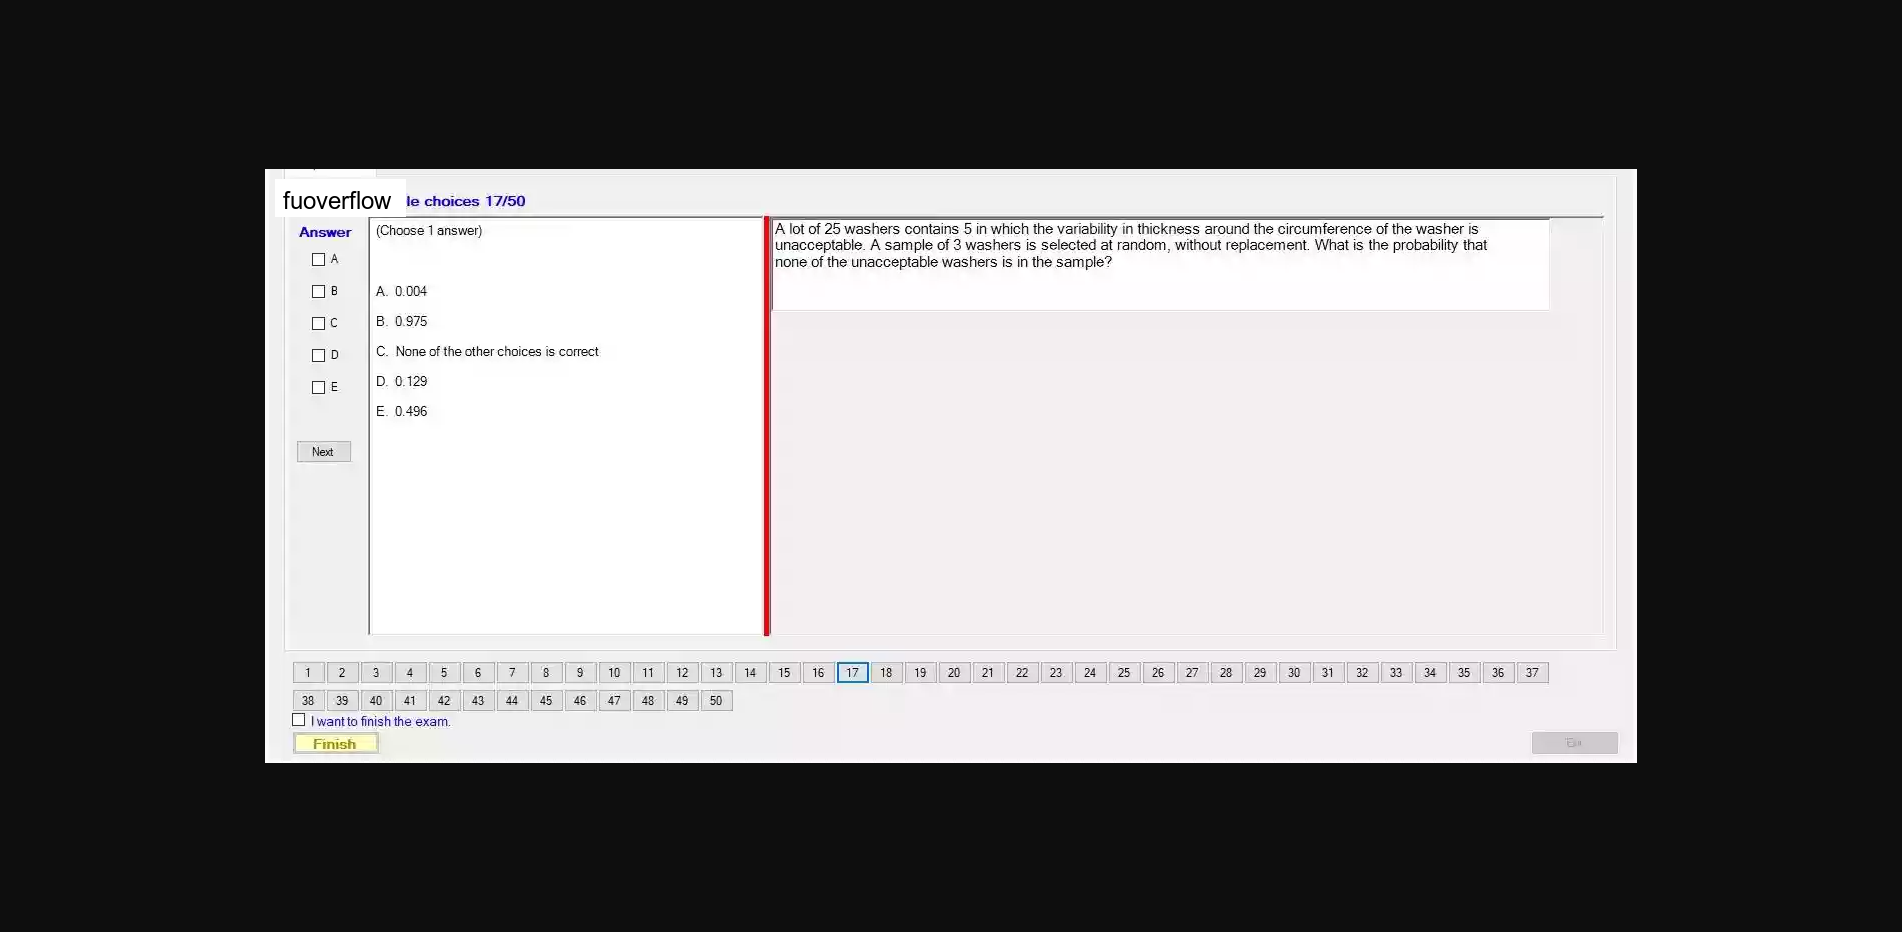 fuoverflow le choices 17/50
Answer
A
B
C
D
E
Next
(Choose 1 answer)
A. 0.004
B. 0.975
C. None of the other choices is correct
D. 0.129
E. 0.496
A lot of 25 washers contains 5 in which the variability in thickness around the circumference of the washer is
unacceptable. A sample of 3 washers is selected at random, without replacement. What is the probability that
none of the unacceptable washers is in the sample?
1 2 3 4 5 6 7 8 9 10 11 12 13 14 15 16 17 18 19 20 21 22 23 24 25 26 27 28 29 30 31 32 33 34 35 36 37
38 39 40 41 42 43 44 45 46 47 48 49 50
I want to finish the exam.
Finish